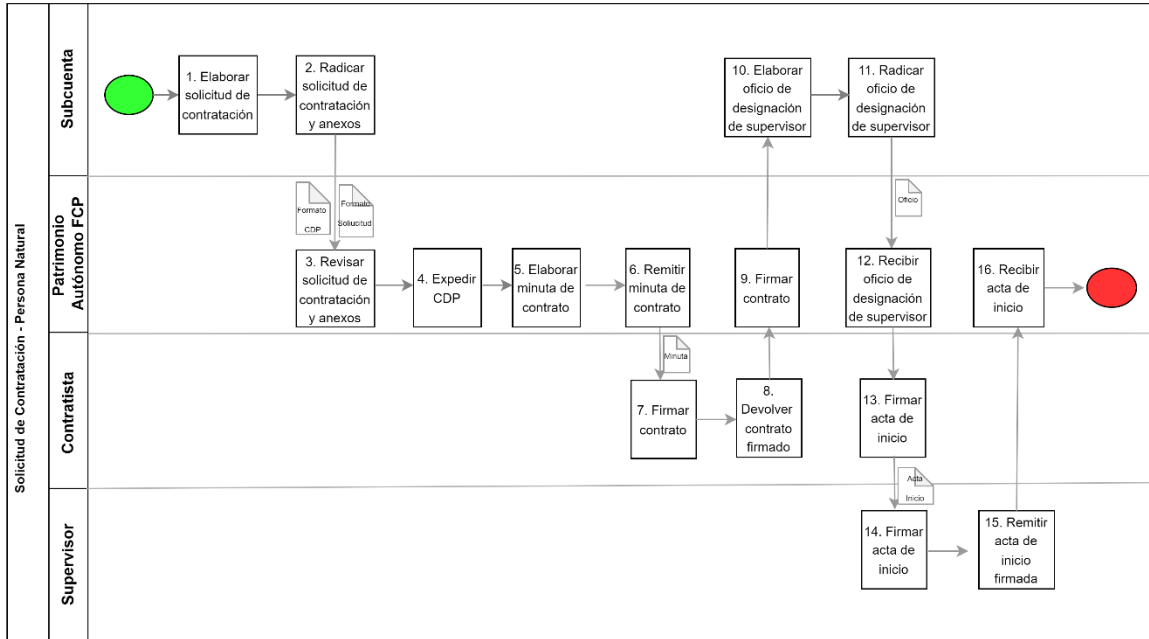 Solicitud de Contratación - Persona Natural
Subcuenta
1. Elaborar
solicitud de
contratación
2. Radicar
solicitud de
contratación
y anexos
10. Elaborar
oficio de
designación
de supervisor
11. Radicar
oficio de
designación
de supervisor
Patrimonio
Autónomo FCP
Formato
CDP
Formato
Soliucitud
Oficio
3. Revisar
solicitud de
contratación
y anexos
4. Expedir
CDP
5. Elaborar
minuta de
contrato
6. Remitir
minuta de
contrato
9. Firmar
contrato
12. Recibir
oficio de
designación
de supervisor
16. Recibir
acta de
inicio
Contratista
Minuta
7. Firmar
contrato
8.
Devolver
contrato
firmado
13. Firmar
acta de
inicio
Supervisor
Acta
Inicio
14. Firmar
acta de
inicio
15. Remitir
acta de
inicio
firmada